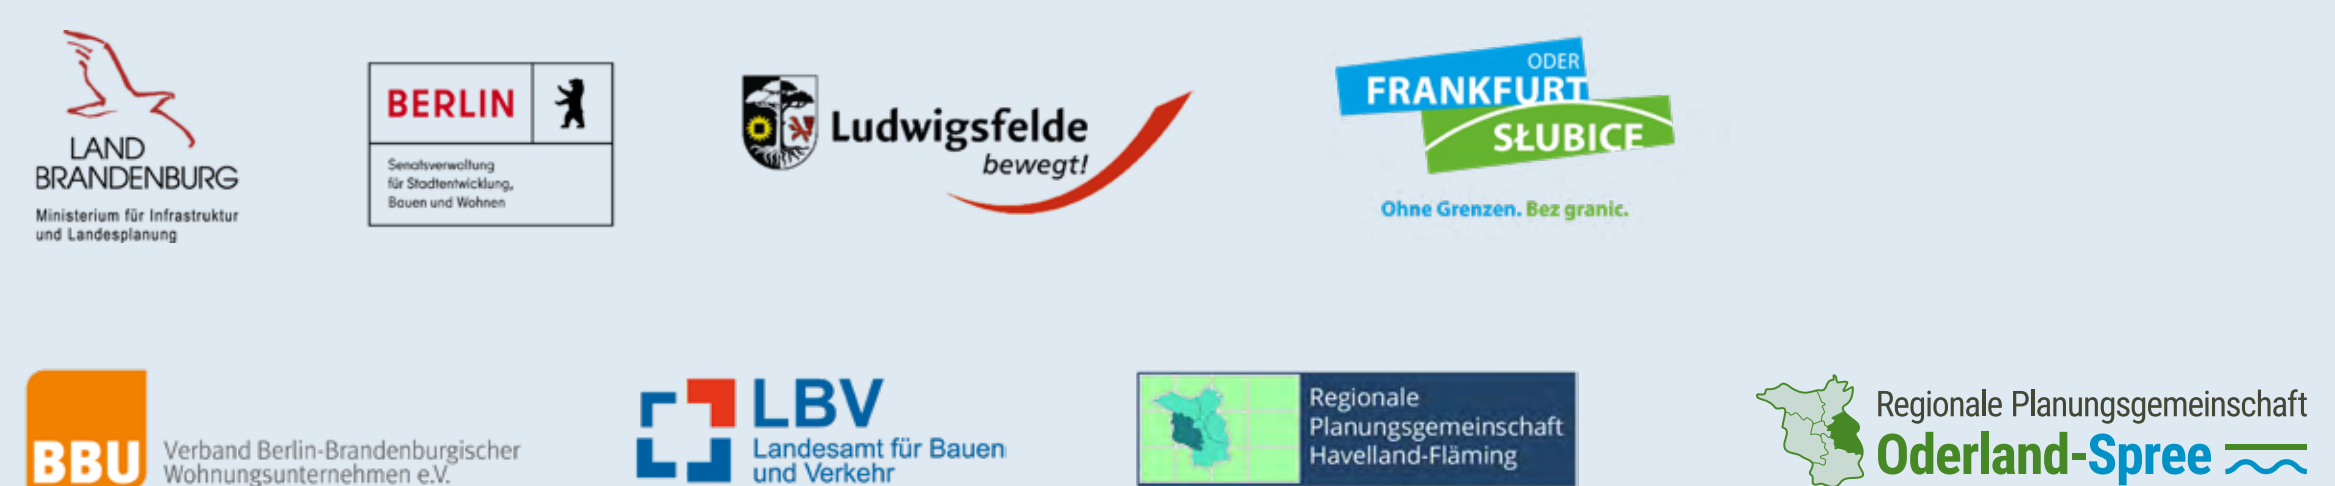 LAND
BRANDENBURG
Ministerium für Infrastruktur
und Landesplanung
BERLIN
Senatsverwaltung
für Stadtentwicklung,
Bauen und Wohnen
Ludwigsfelde
bewegt!
ODER
FRANKFURT
SŁUBICE
Ohne Grenzen. Bez granic.
BBU
Verband Berlin-Brandenburgischer
Wohnungsunternehmen e.V.
LBV
Landesamt für Bauen
und Verkehr
Regionale
Planungsgemeinschaft
Havelland-Fläming
Regionale Planungsgemeinschaft
Oderland-Spree